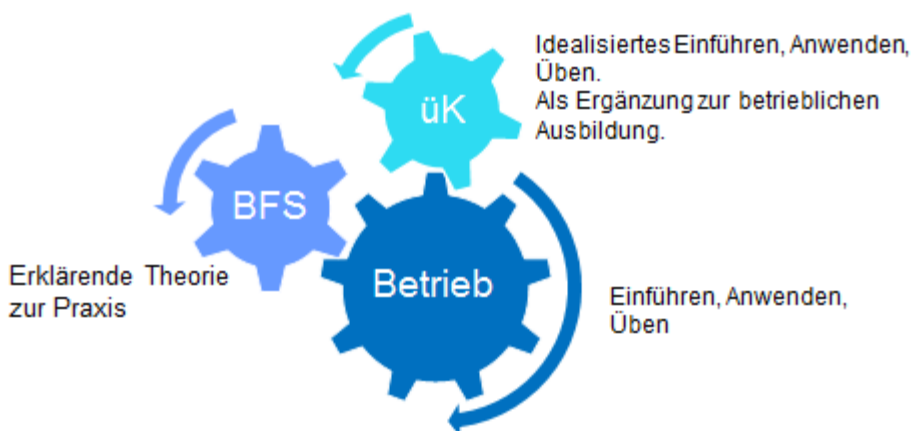 Idealisiertes Einführen, Anwenden,
Üben.
Als Ergänzung zur betrieblichen
Ausbildung.
üK
BFS
Betrieb
Erklärende Theorie
zur Praxis
Einführen, Anwenden,
Üben